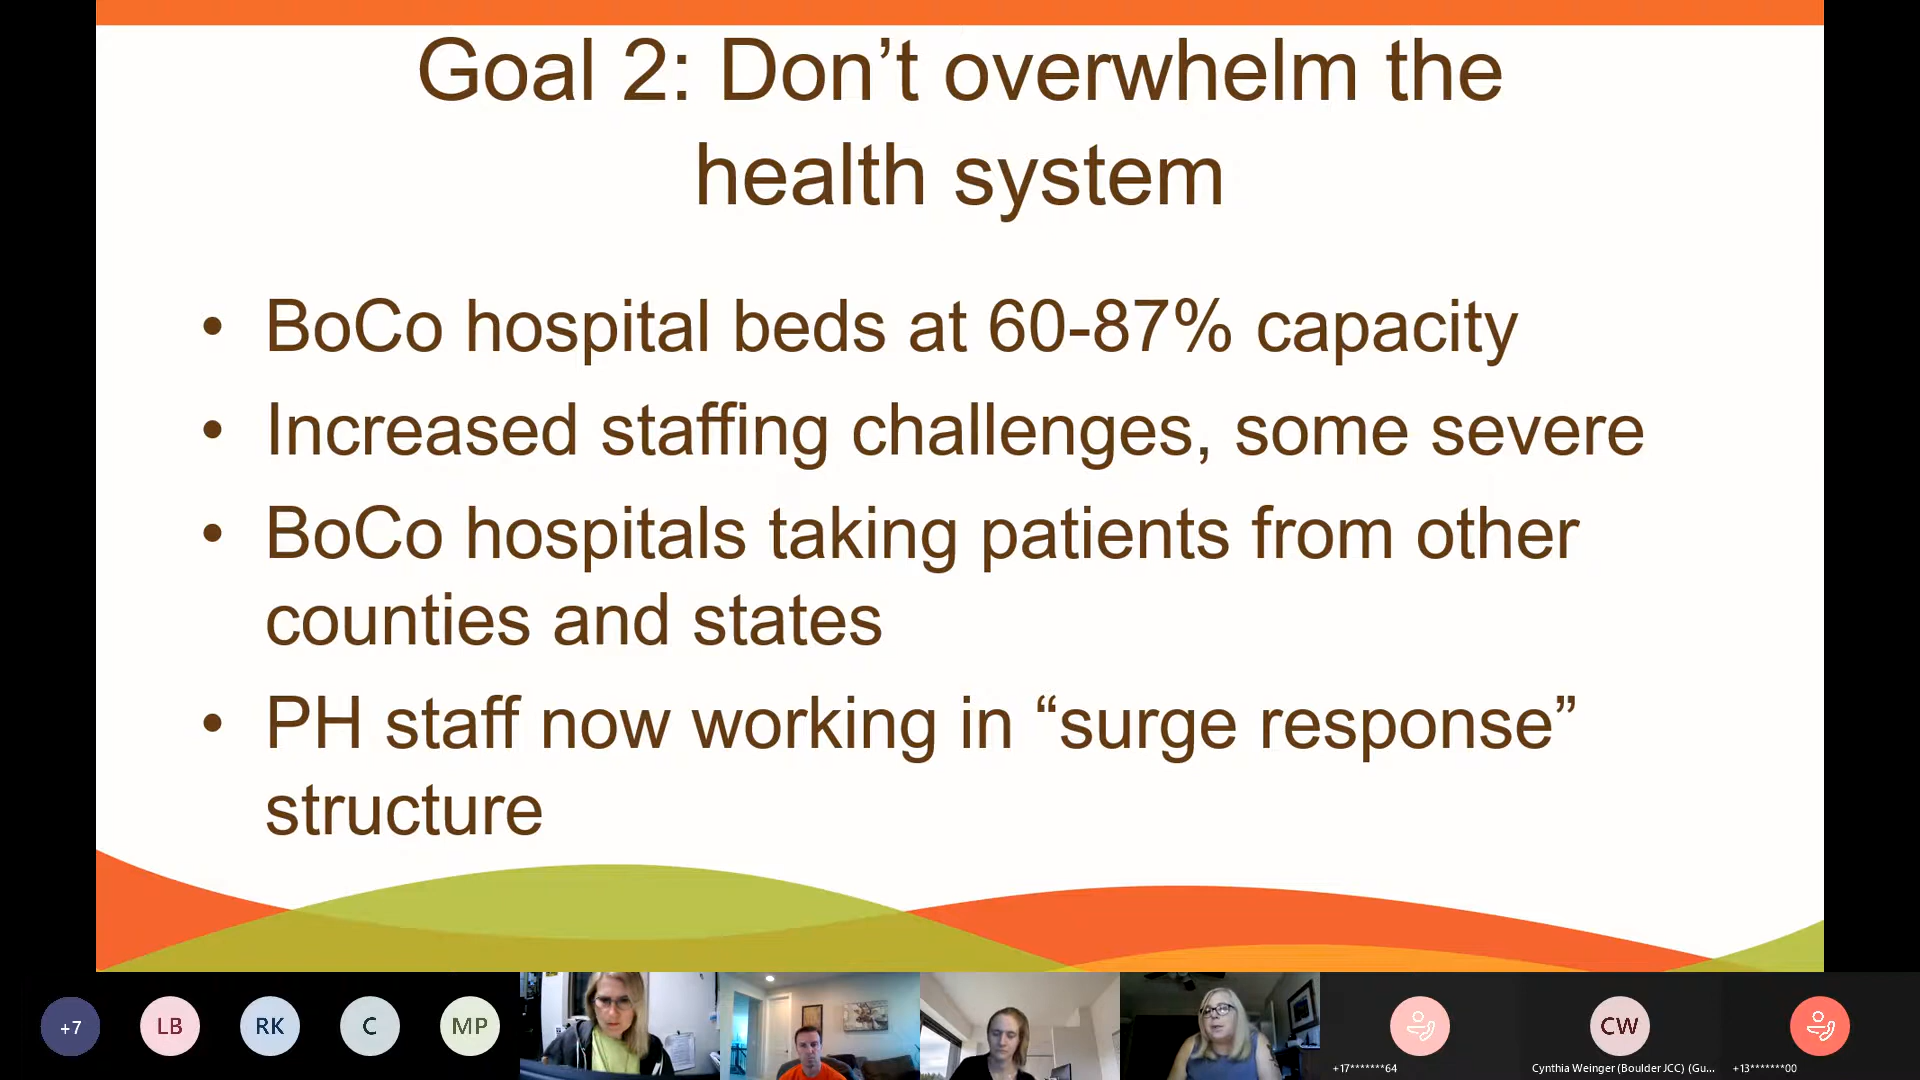 Goal 2: Don’t overwhelm the
health system
• BoCo hospital beds at 60-87% capacity
• Increased staffing challenges, some severe
• BoCo hospitals taking patients from other
counties and states
• PH staff now working in “surge response”
structure
+7
LB
RK
C
MP
CW
+17*******64
Cynthia Weinger (Boulder JCC) (Gu...
+13*******00